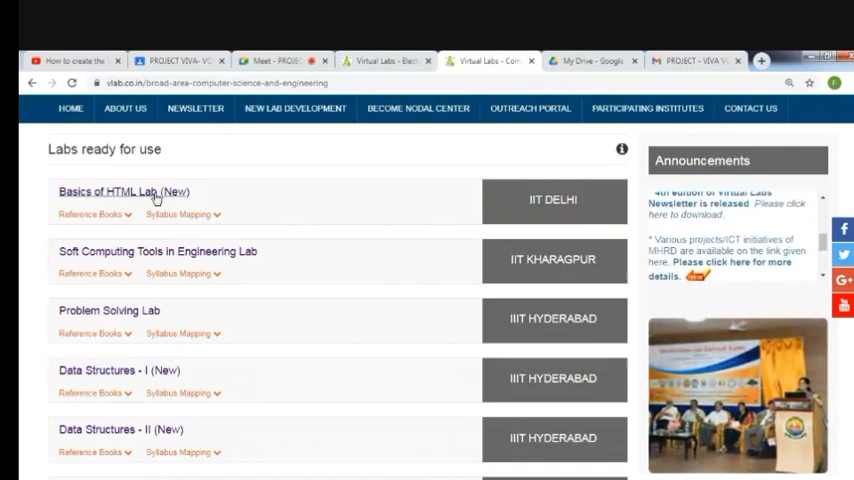 How to create the
PROJECT VIVA- VO
Meet - PROJE
Virtual Labs - Elect
Virtual Labs - Com
My Drive - Google
PROJECT - VIVA V
vlab.co.in/broad-area-computer-science-and-engineering
F
HOME
ABOUT US
NEWSLETTER
NEW LAB DEVELOPMENT
BECOME NODAL CENTER
OUTREACH PORTAL
PARTICIPATING INSTITUTES
CONTACT US
Labs ready for use
Basics of HTML Lab (New)
Reference Books
Syllabus Mapping
IIT DELHI
Soft Computing Tools in Engineering Lab
Reference Books
Syllabus Mapping
IIT KHARAGPUR
Problem Solving Lab
Reference Books
Syllabus Mapping
IIIT HYDERABAD
Data Structures - I (New)
Reference Books
Syllabus Mapping
IIIT HYDERABAD
Data Structures - II (New)
Reference Books
Syllabus Mapping
IIIT HYDERABAD
Announcements
4th edition of Virtual Labs
Newsletter is released Please click
here to download.
* Various projects/ICT initiatives of
MHRD are available on the link given
here. Please click here for more
details. NEW